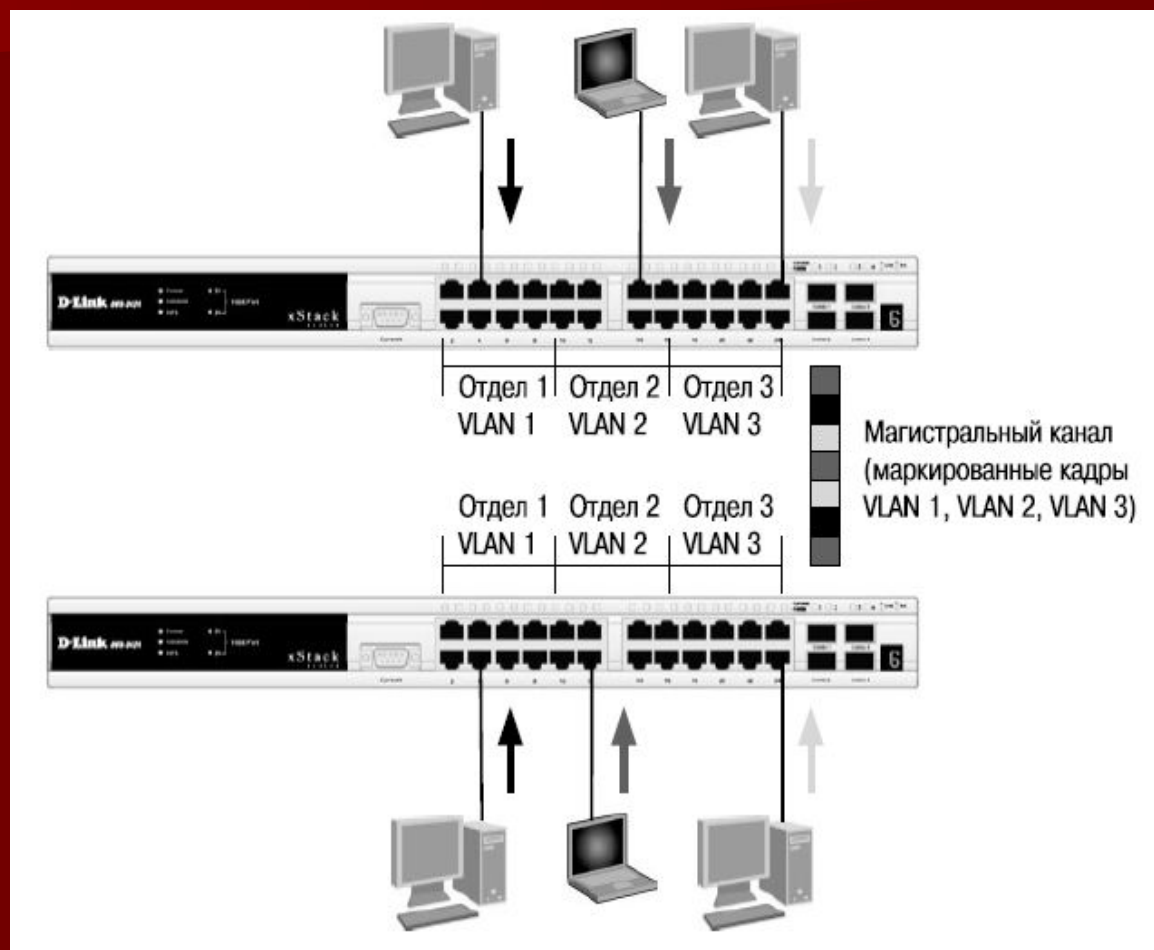 D-Link
xStack
Отдел 1 Отдел 2 Отдел 3
VLAN 1 VLAN 2 VLAN 3
Магистральный канал
(маркированные кадры
VLAN 1, VLAN 2, VLAN 3)
Отдел 1 Отдел 2 Отдел 3
VLAN 1 VLAN 2 VLAN 3
D-Link
xStack